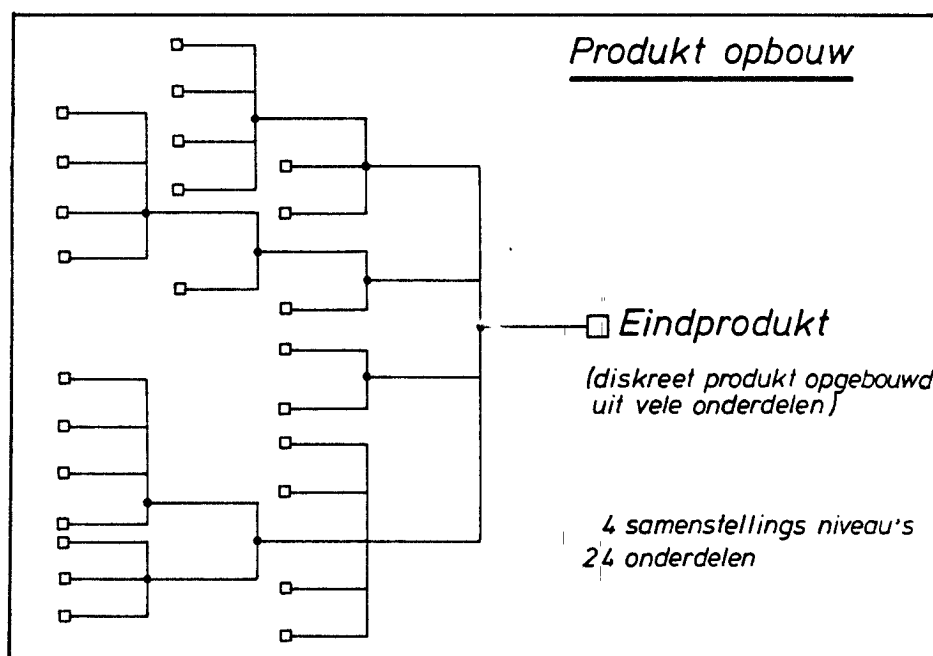 Produkt opbouw
Eindprodukt
(diskreet produkt opgebouwd
uit vele onderdelen)
4 samenstellings niveau's
24 onderdelen